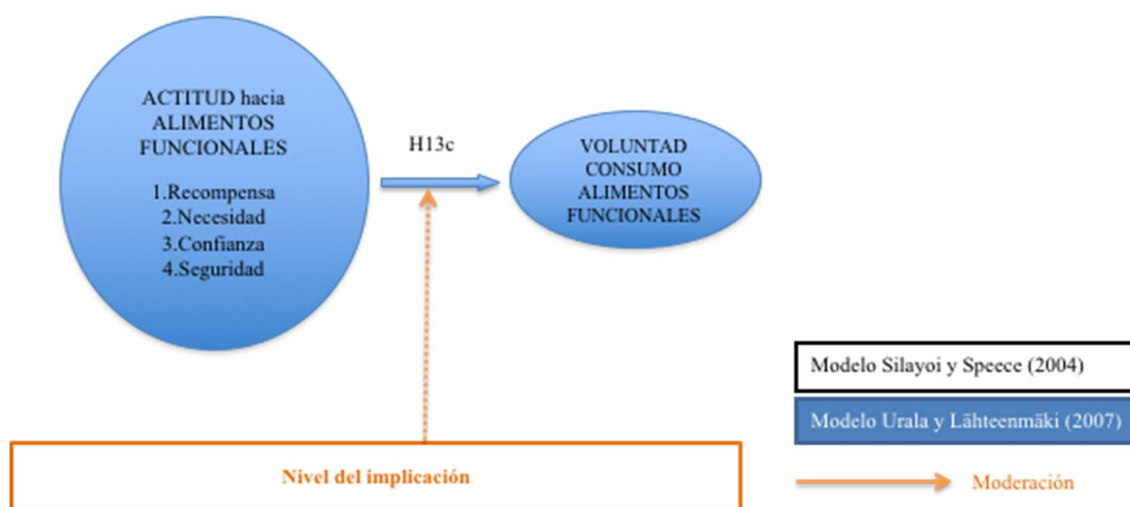 ACTITUD hacia
ALIMENTOS
FUNCIONALES
1.Recompensa
2.Necesidad
3.Confianza
4.Seguridad
H13c
VOLUNTAD
CONSUMO
ALIMENTOS
FUNCIONALES
Nivel del implicación
Modelo Silayoi y Speece (2004)
Modelo Urala y Lähteenmäki (2007)
Moderación